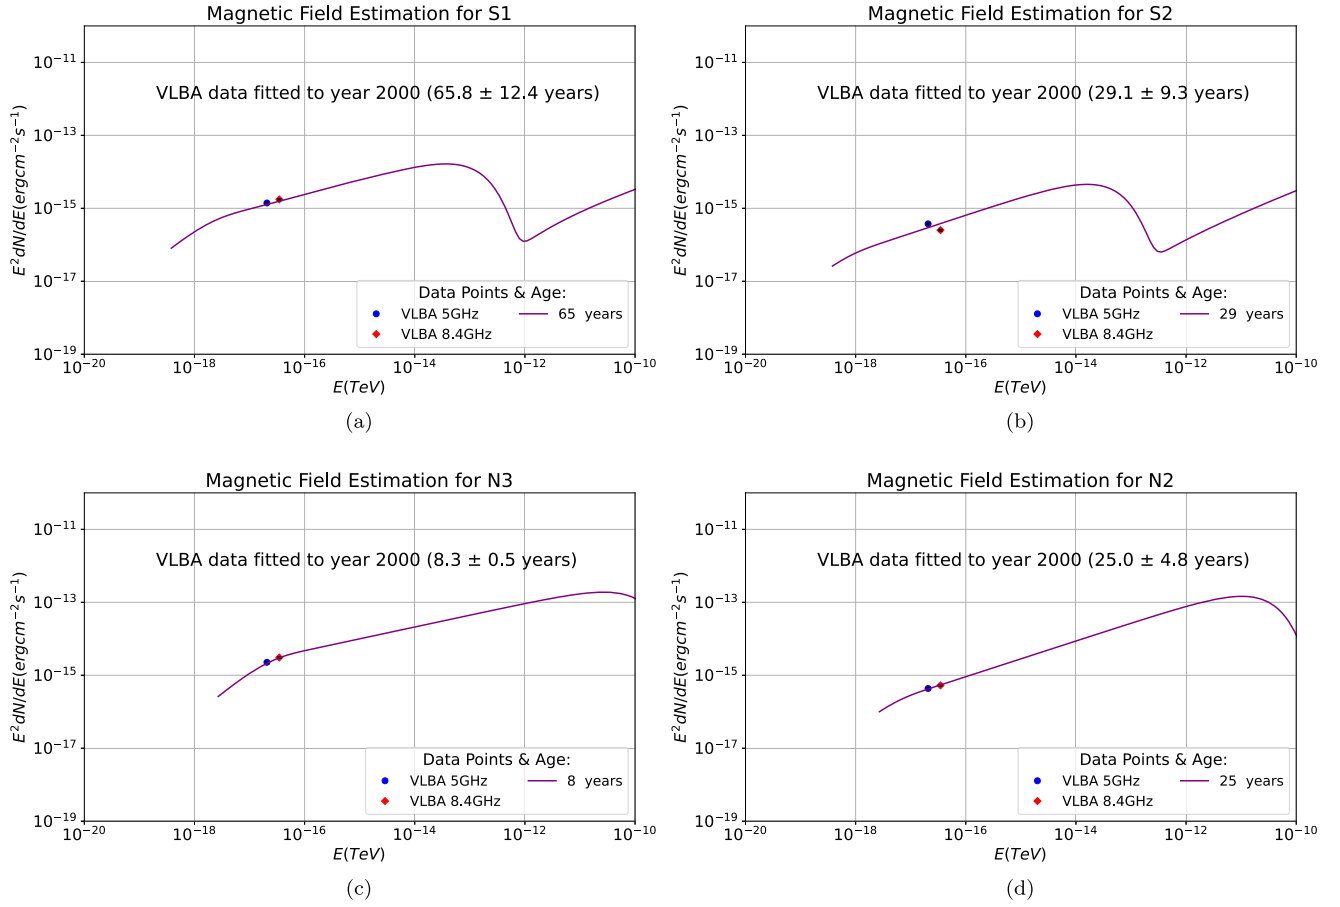 Magnetic Field Estimation for S1
10⁻¹¹
10⁻¹³
10⁻¹⁵
10⁻¹⁷
10⁻¹⁹
E²dN/dE(ergcm⁻²s⁻¹)
VLBA data fitted to year 2000 (65.8 ± 12.4 years)
Data Points & Age:
VLBA 5GHz
VLBA 8.4GHz
65 years
10⁻²⁰ 10⁻¹⁸ 10⁻¹⁶ 10⁻¹⁴ 10⁻¹² 10⁻¹⁰
E(TeV)
(a)
Magnetic Field Estimation for S2
10⁻¹¹
10⁻¹³
10⁻¹⁵
10⁻¹⁷
10⁻¹⁹
E²dN/dE(ergcm⁻²s⁻¹)
VLBA data fitted to year 2000 (29.1 ± 9.3 years)
Data Points & Age:
VLBA 5GHz
VLBA 8.4GHz
29 years
10⁻²⁰ 10⁻¹⁸ 10⁻¹⁶ 10⁻¹⁴ 10⁻¹² 10⁻¹⁰
E(TeV)
(b)
Magnetic Field Estimation for N3
10⁻¹¹
10⁻¹³
10⁻¹⁵
10⁻¹⁷
10⁻¹⁹
E²dN/dE(ergcm⁻²s⁻¹)
VLBA data fitted to year 2000 (8.3 ± 0.5 years)
Data Points & Age:
VLBA 5GHz
VLBA 8.4GHz
8 years
10⁻²⁰ 10⁻¹⁸ 10⁻¹⁶ 10⁻¹⁴ 10⁻¹² 10⁻¹⁰
E(TeV)
(c)
Magnetic Field Estimation for N2
10⁻¹¹
10⁻¹³
10⁻¹⁵
10⁻¹⁷
10⁻¹⁹
E²dN/dE(ergcm⁻²s⁻¹)
VLBA data fitted to year 2000 (25.0 ± 4.8 years)
Data Points & Age:
VLBA 5GHz
VLBA 8.4GHz
25 years
10⁻²⁰ 10⁻¹⁸ 10⁻¹⁶ 10⁻¹⁴ 10⁻¹² 10⁻¹⁰
E(TeV)
(d)